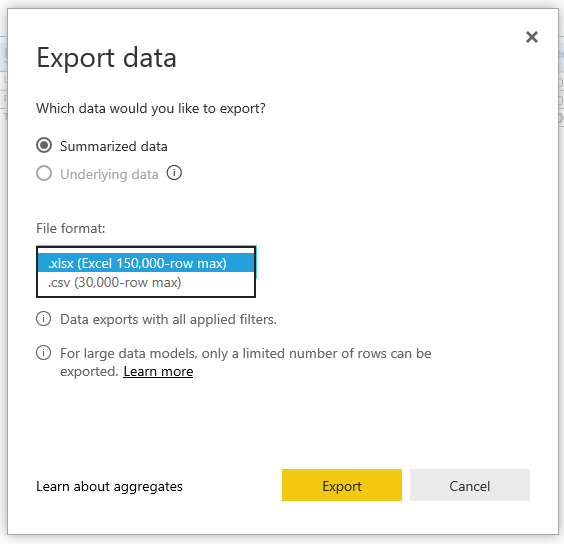 Export data
Which data would you like to export?
Summarized data
Underlying data
File format:
.xlsx (Excel 150,000-row max)
.csv (30,000-row max)
Data exports with all applied filters.
For large data models, only a limited number of rows can be
exported. Learn more
Learn about aggregates
Export
Cancel